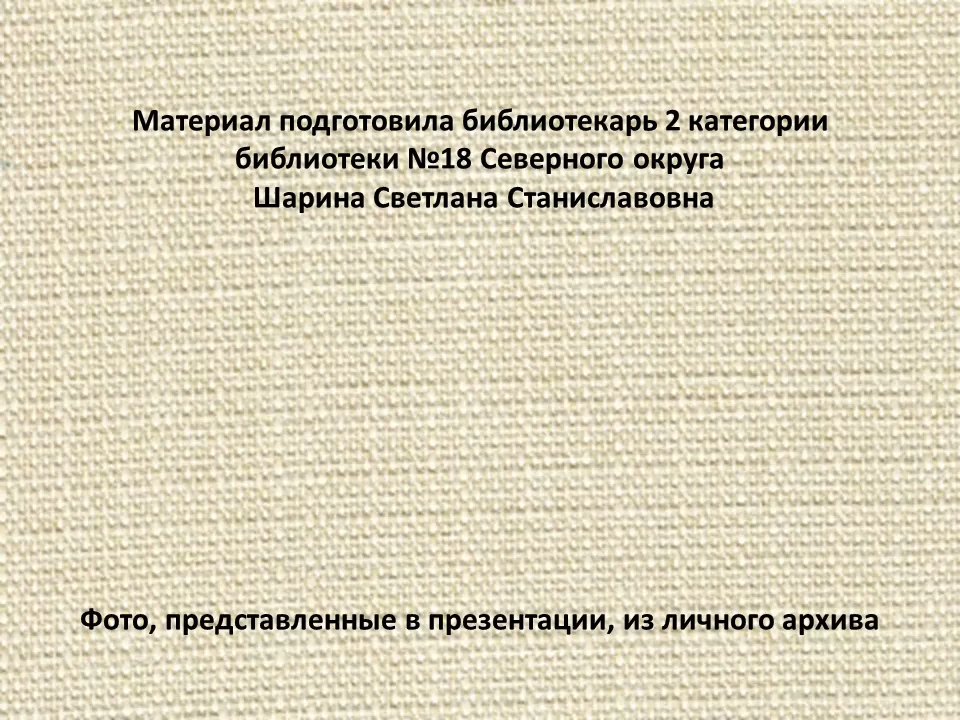 Материал подготовила библиотекарь 2 категории
библиотеки №18 Северного округа
Шарина Светлана Станиславовна
Фото, представленные в презентации, из личного архива